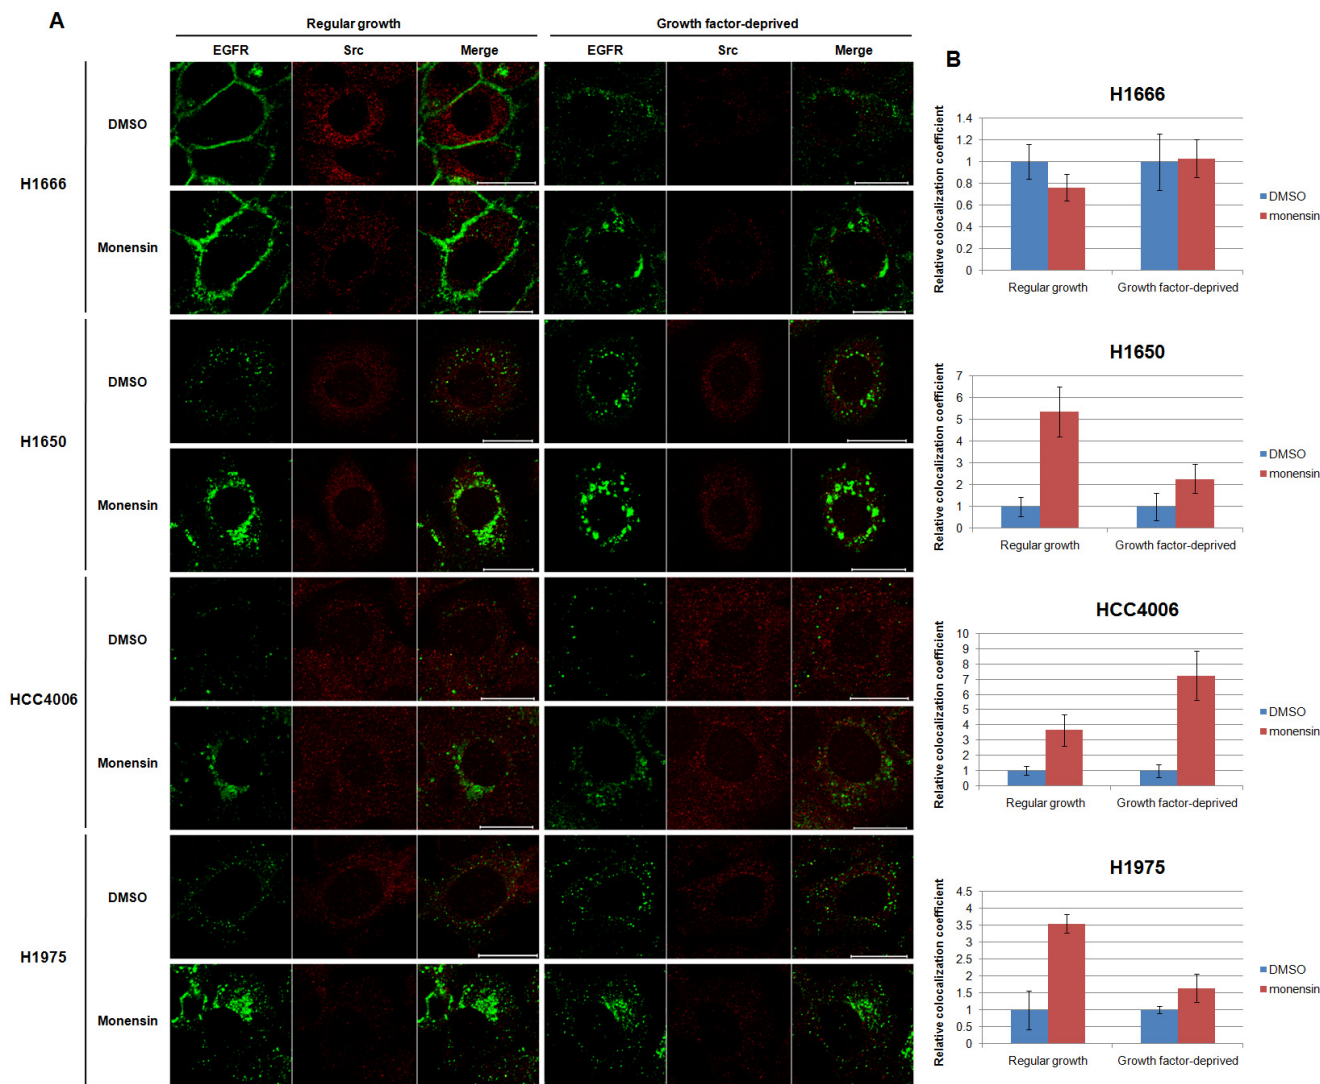 A
Regular growth
Growth factor-deprived
EGFR Src Merge EGFR Src Merge
H1666
DMSO
Monensin
H1650
DMSO
Monensin
HCC4006
DMSO
Monensin
H1975
DMSO
Monensin
B
H1666
Relative colocalization coefficient
1.4
1.2
1
0.8
0.6
0.4
0.2
0
Regular growth Growth factor-deprived
DMSO
monensin
H1650
Relative colocalization coefficient
7
6
5
4
3
2
1
0
Regular growth Growth factor-deprived
DMSO
monensin
HCC4006
Relative colocalization coefficient
10
9
8
7
6
5
4
3
2
1
0
Regular growth Growth factor-deprived
DMSO
monensin
H1975
Relative colocalization coefficient
4.5
4
3.5
3
2.5
2
1.5
1
0.5
0
Regular growth Growth factor-deprived
DMSO
monensin